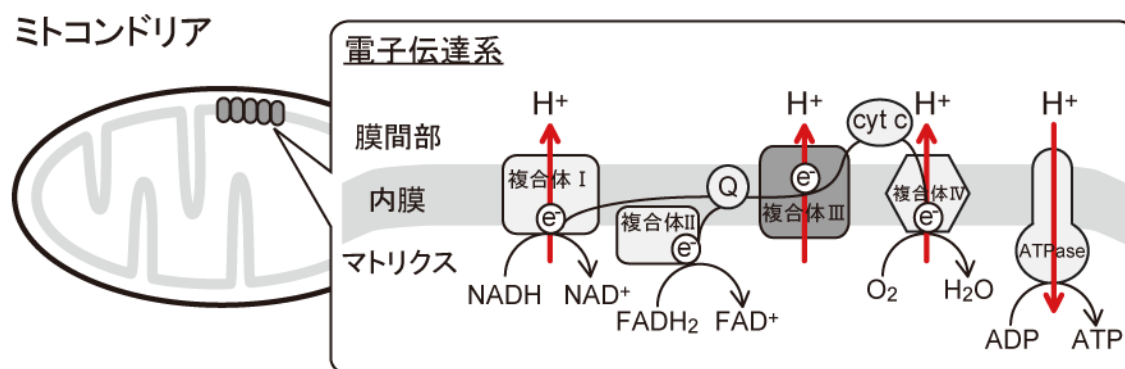 ミトコンドリア
電子伝達系
H⁺ H⁺ H⁺ H⁺
膜間部
cyt c
内膜
複合体 Ⅰ
e⁻
Q
複合体Ⅱ
e⁻
e⁻
複合体Ⅲ
複合体Ⅳ
e⁻
マトリクス
ATPase
NADH NAD⁺
FADH₂ FAD⁺
O₂ H₂O
ADP ATP